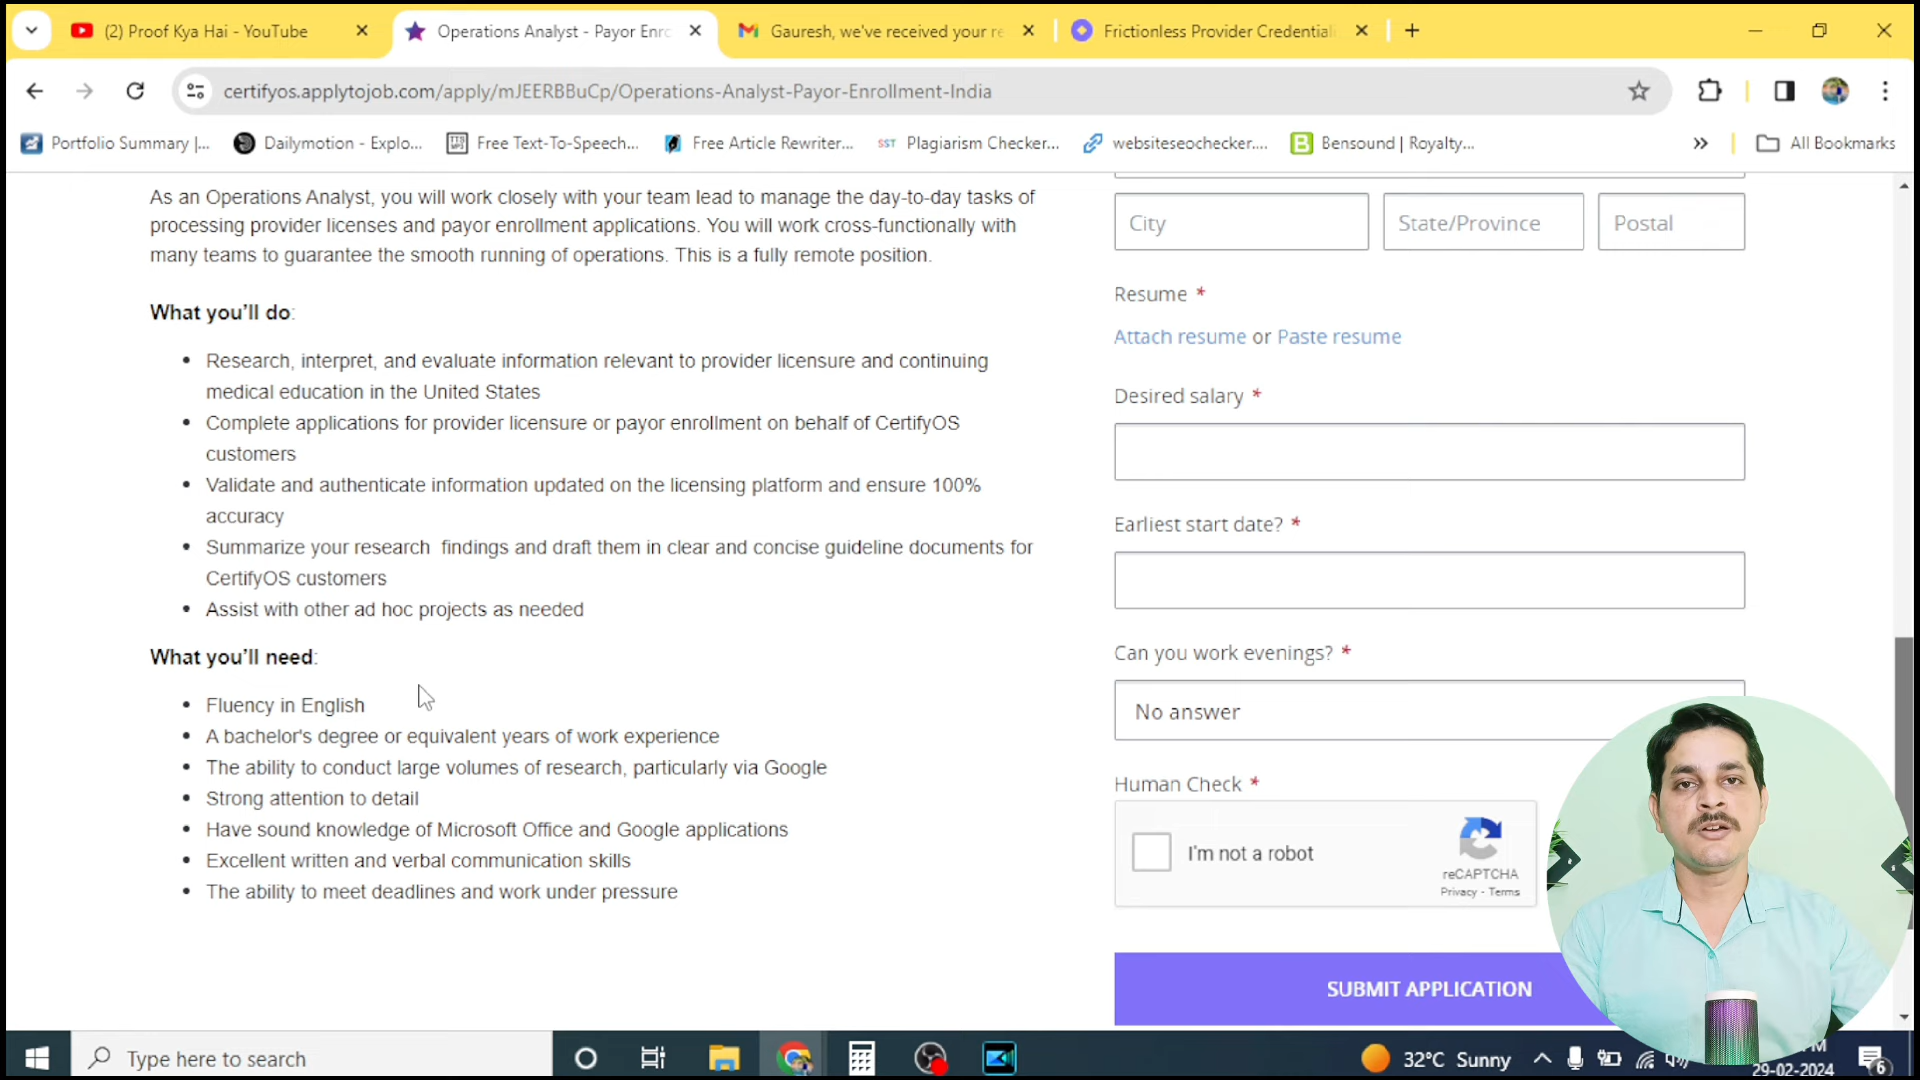 (2) Proof Kya Hai - YouTube
Operations Analyst - Payor Enro
Gauresh, we've received your re
Frictionless Provider Credential
certifyos.applytojob.com/apply/mJEERBBuCp/Operations-Analyst-Payor-Enrollment-India
Portfolio Summary |...
Dailymotion - Explo...
Free Text-To-Speech...
Free Article Rewriter...
SST Plagiarism Checker...
websiteseochecker....
B Bensound | Royalty...
All Bookmarks
As an Operations Analyst, you will work closely with your team lead to manage the day-to-day tasks of
processing provider licenses and payor enrollment applications. You will work cross-functionally with
many teams to guarantee the smooth running of operations. This is a fully remote position.
What you'll do:
• Research, interpret, and evaluate information relevant to provider licensure and continuing
medical education in the United States
• Complete applications for provider licensure or payor enrollment on behalf of CertifyOS
customers
• Validate and authenticate information updated on the licensing platform and ensure 100%
accuracy
• Summarize your research findings and draft them in clear and concise guideline documents for
CertifyOS customers
• Assist with other ad hoc projects as needed
What you'll need:
• Fluency in English
• A bachelor's degree or equivalent years of work experience
• The ability to conduct large volumes of research, particularly via Google
• Strong attention to detail
• Have sound knowledge of Microsoft Office and Google applications
• Excellent written and verbal communication skills
• The ability to meet deadlines and work under pressure
City
State/Province
Postal
Resume *
Attach resume or Paste resume
Desired salary *
Earliest start date? *
Can you work evenings? *
No answer
Human Check *
I'm not a robot
reCAPTCHA
Privacy - Terms
SUBMIT APPLICATION
Type here to search
32°C Sunny
29-02-2024
6